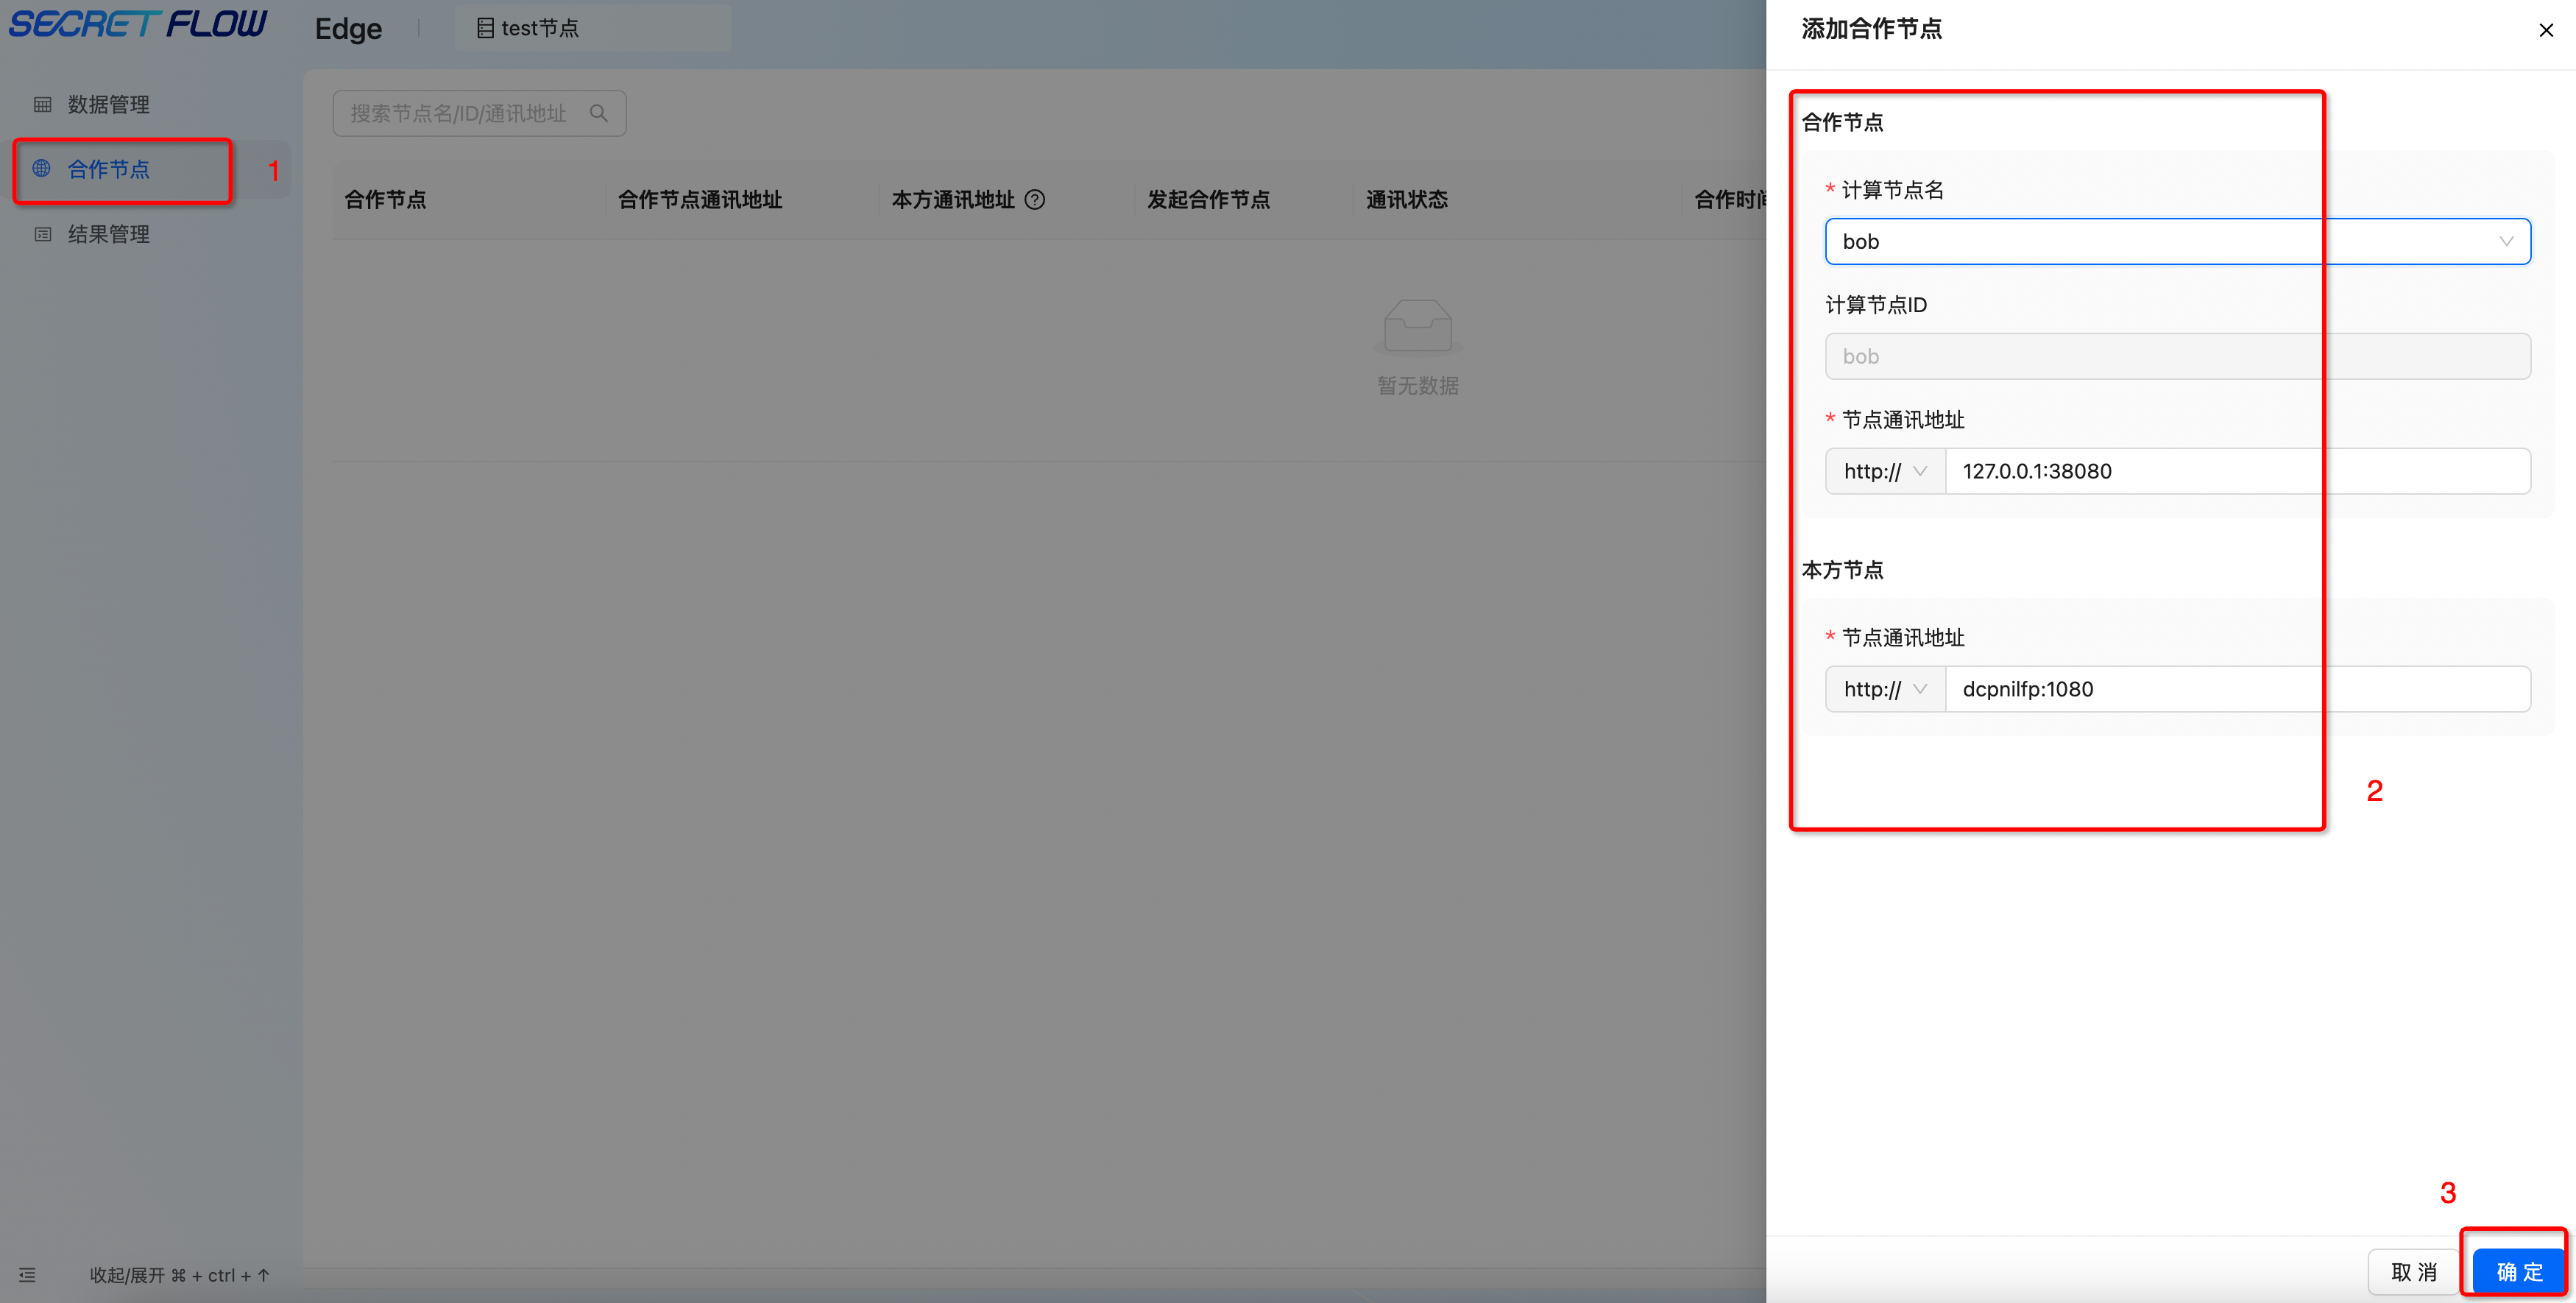 SECRET FLOW
Edge
test节点
数据管理
合作节点
1
结果管理
收起/展开 ⌘ + ctrl + ↑
搜索节点名/ID/通讯地址
合作节点 合作节点通讯地址 本方通讯地址 发起合作节点 通讯状态 合作时间
暂无数据
添加合作节点
合作节点
* 计算节点名
bob
计算节点ID
bob
* 节点通讯地址
http:// 127.0.0.1:38080
本方节点
* 节点通讯地址
http:// dcpnilfp:1080
2
3
取 消 确 定